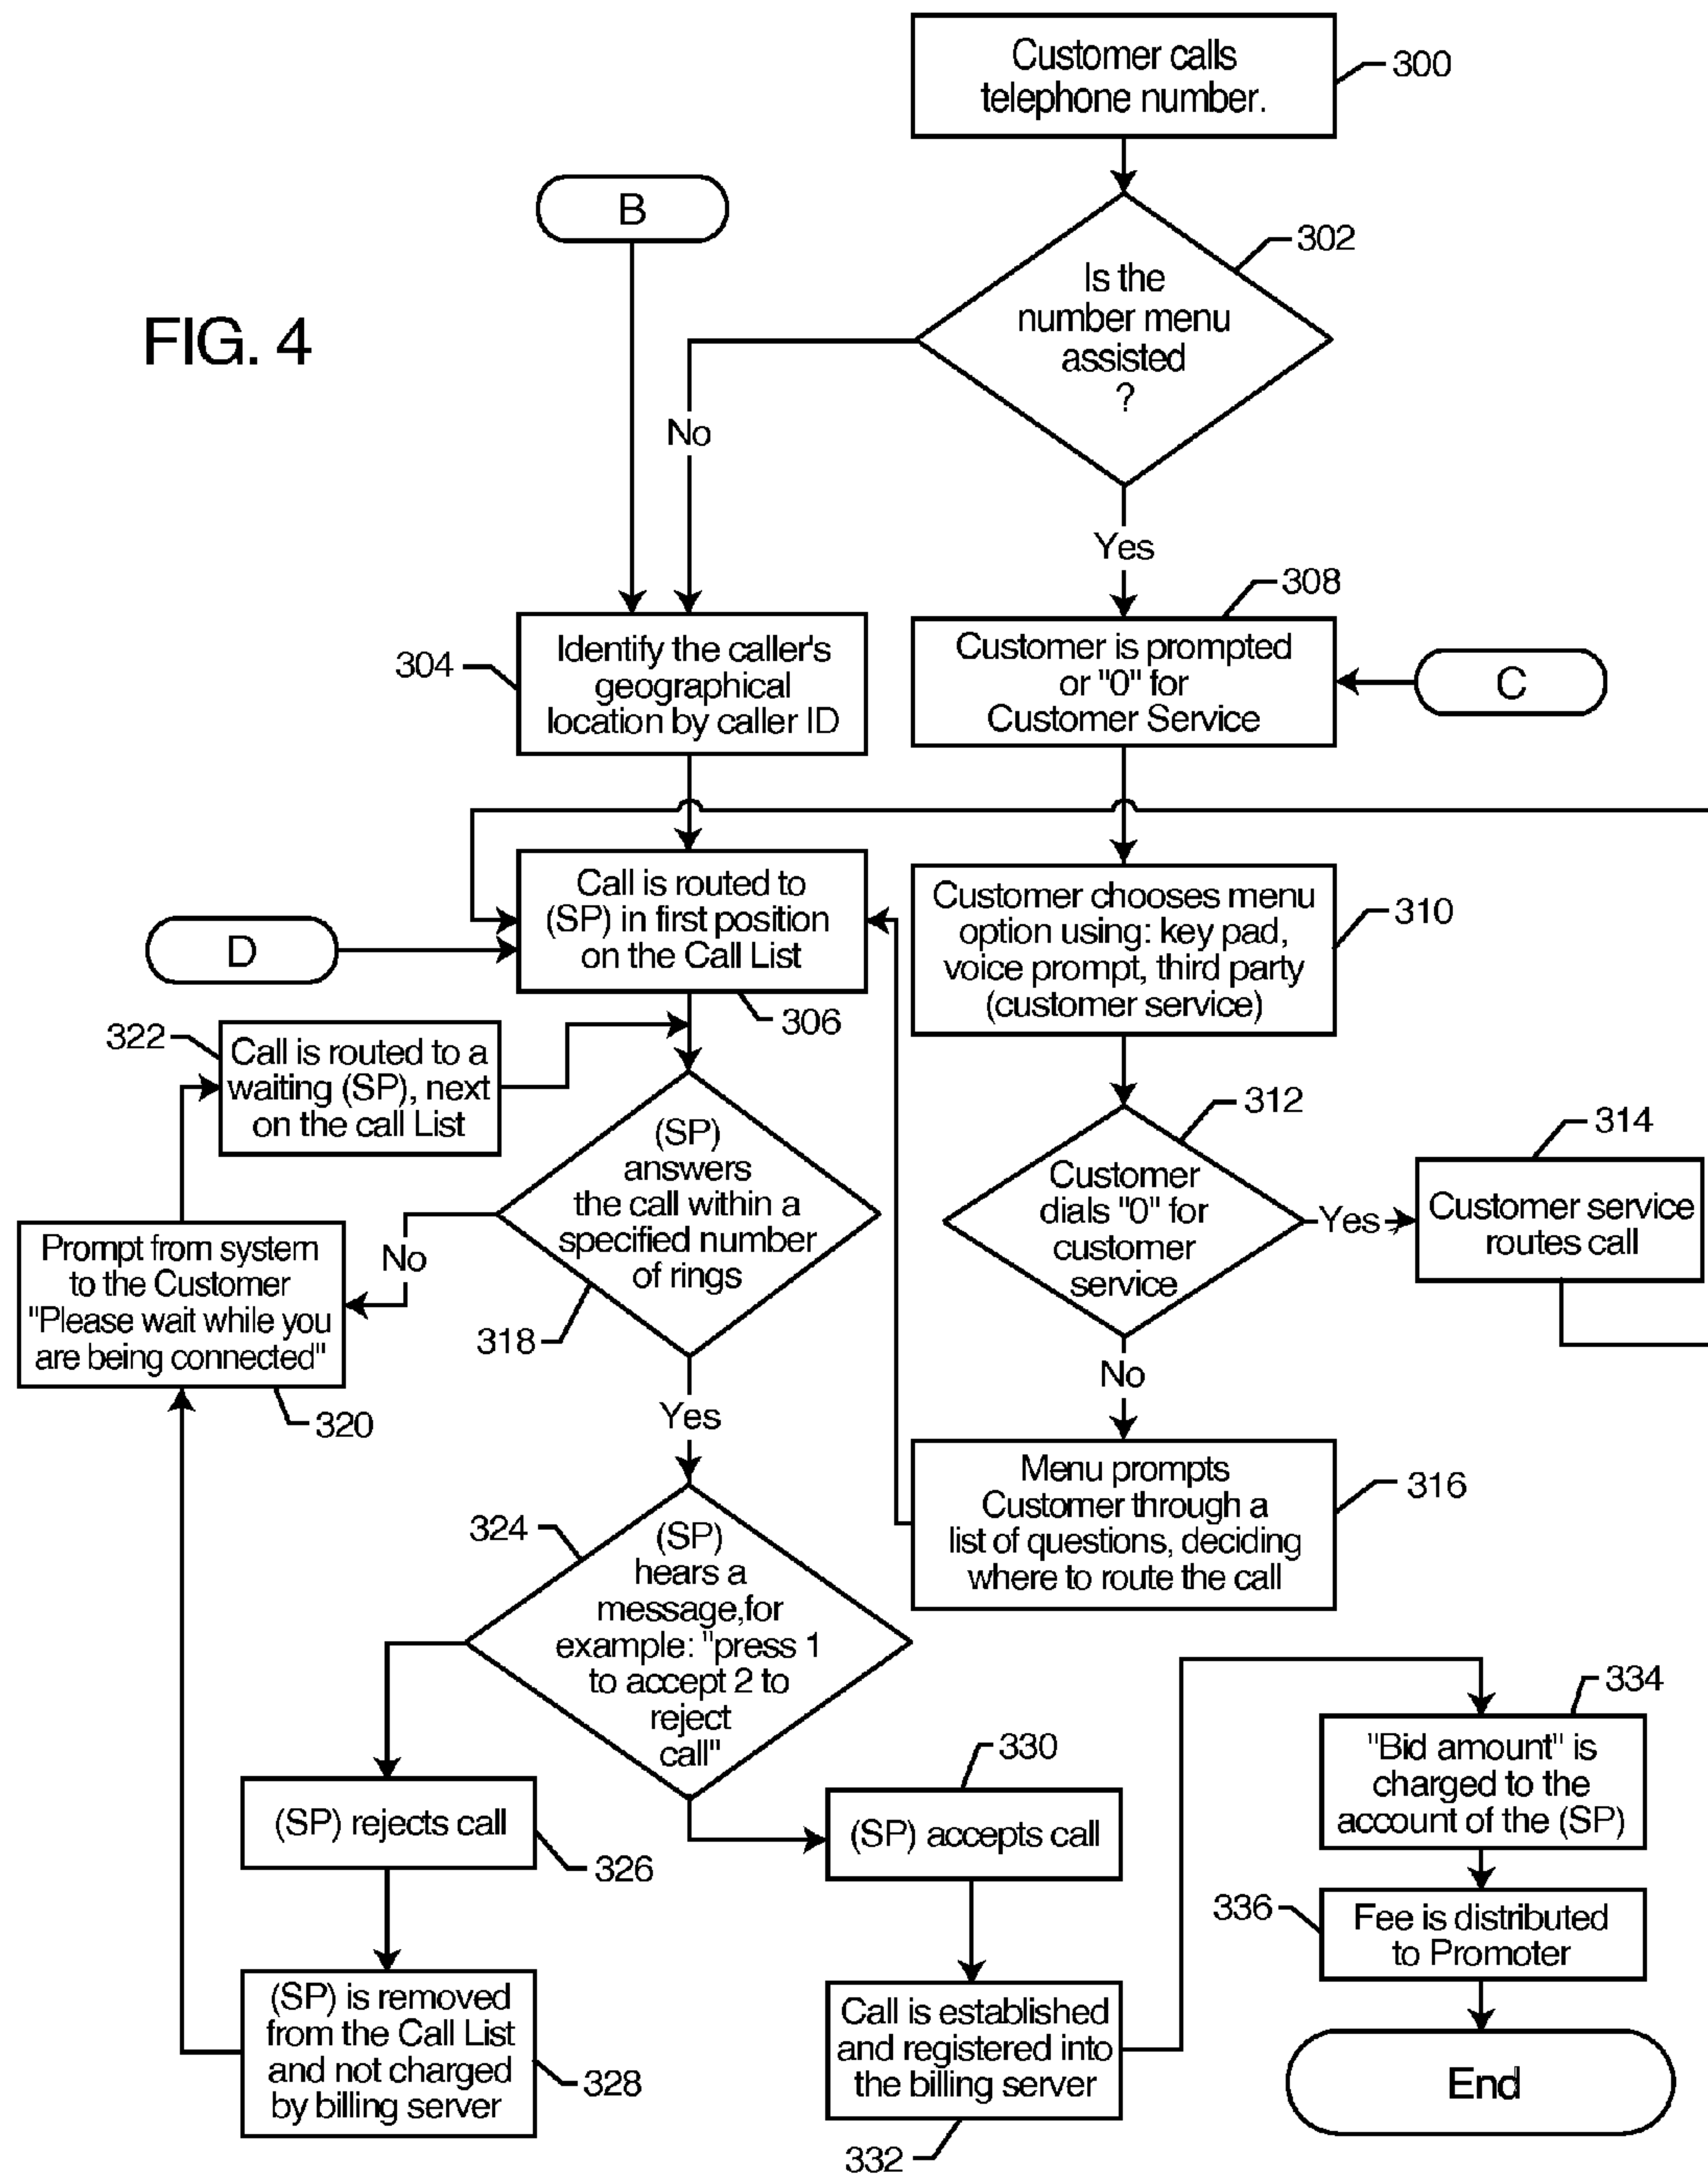 FIG. 4
Customer calls
telephone number.
300
B
302
Is the
number menu
assisted
?
No
Yes
308
304
Identify the caller's
geographical
location by caller ID
Customer is prompted
or "0" for
Customer Service
C
Call is routed to
(SP) in first position
on the Call List
306
D
Customer chooses menu
option using: key pad,
voice prompt, third party
(customer service)
310
322
Call is routed to a
waiting (SP), next
on the call List
(SP)
answers
the call within a
specified number
of rings
318
No
Yes
312
Customer
dials "0" for
customer
service
Yes
314
Customer service
routes call
No
Prompt from system
to the Customer
"Please wait while you
are being connected"
320
Menu prompts
Customer through a
list of questions, deciding
where to route the call
316
324
(SP)
hears a
message,for
example: "press 1
to accept 2 to
reject
call"
(SP) rejects call
326
330
(SP) accepts call
334
"Bid amount" is
charged to the
account of the (SP)
336
Fee is distributed
to Promoter
(SP) is removed
from the Call List
and not charged
by billing server
328
Call is established
and registered into
the billing server
332
End